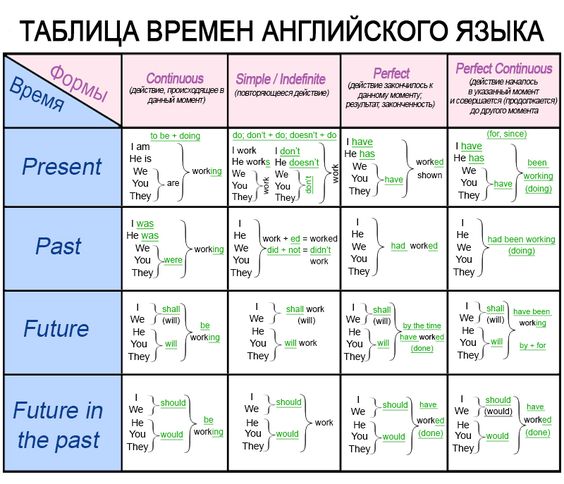 ТАБЛИЦА ВРЕМЕН АНГЛИЙСКОГО ЯЗЫКА
Формы
Время
Continuous
(действие, происходящее в
данный момент)
Simple / Indefinite
(повторяющееся действие)
Perfect
(действие закончилось к
данному моменту;
результат, законченность)
Perfect Continuous
(действие началось
в указанный момент
и совершается (продолжается)
до другого момента
Present
to be + doing
I am
He is
We
You
They
are
working
do; don't + do; doesn't + do
I work
He works
We
You
They
work
I don't
He doesn't
We
You
They
don't
work
I have
He has
We
You
They
have
worked
shown
(for, since)
I have
He has
We
You
They
have
been
working
(doing)
Past
I was
He was
We
You
They
were
working
I
He
We
You
They
work + ed = worked
did + not = didn't
work
I
He
We
You
They
had worked
I
He
We
You
They
had been working
(doing)
Future
I
We
shall
(will)
He
You
They
will
be
working
I
We
shall work
(will)
He
You
They
will work
I
We
shall
(will)
He
You
They
will
by the time
have worked
(done)
I
We
shall
(will)
He
You
They
will
have been
working
by + for
Future in
the past
I
We
should
He
You
They
would
be
working
I
We
should
He
You
They
would
work
I
We
should
He
You
They
would
have
worked
(done)
I
We
should
(would)
He
You
They
would
have
worked
(done)